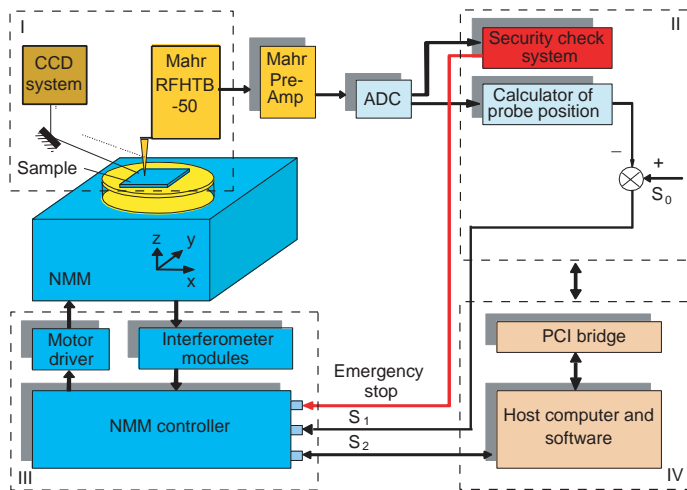 I
II
CCD
system
Mahr
RFHTB
-50
Mahr
Pre-
Amp
ADC
Security check
system
Calculator of
probe position
Sample
−
+
S0
z
y
x
NMM
Motor
driver
Interferometer
modules
PCI bridge
Emergency
stop
NMM controller
S1
S2
Host computer and
software
III
IV